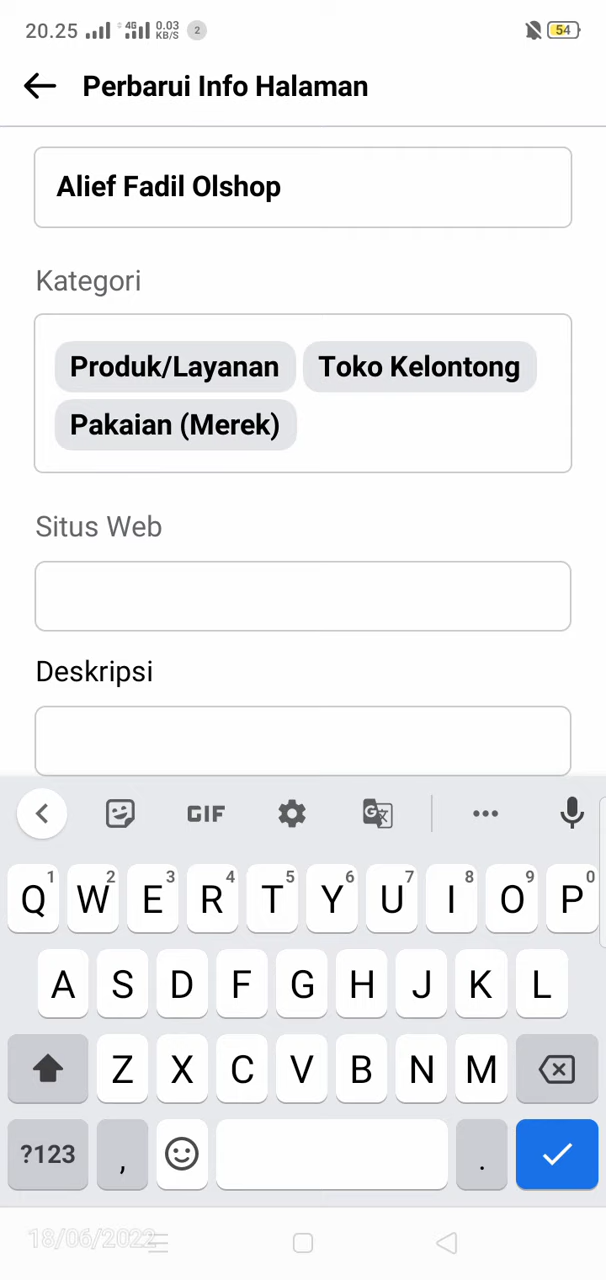 20.25 4G 0.03 KB/S 2 54
Perbarui Info Halaman
Alief Fadil Olshop
Kategori
Produk/Layanan Toko Kelontong
Pakaian (Merek)
Situs Web
Deskripsi
GIF G
1 2 3 4 5 6 7 8 9 0
Q W E R T Y U I O P
A S D F G H J K L
Z X C V B N M
?123 , .
18/06/2022